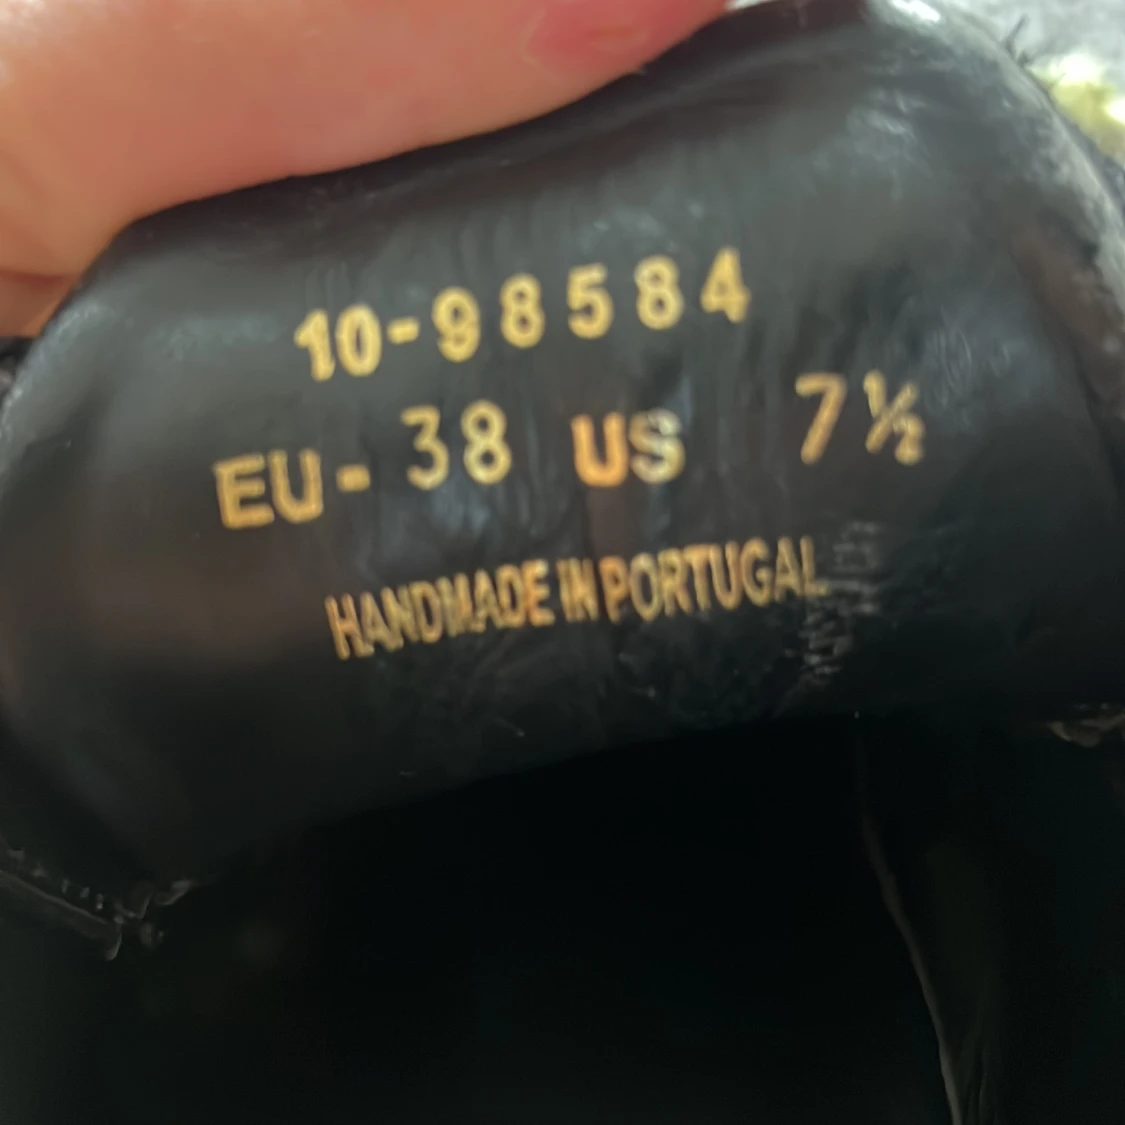 10-98584
EU- 38 US 7½
HANDMADE IN PORTUGAL